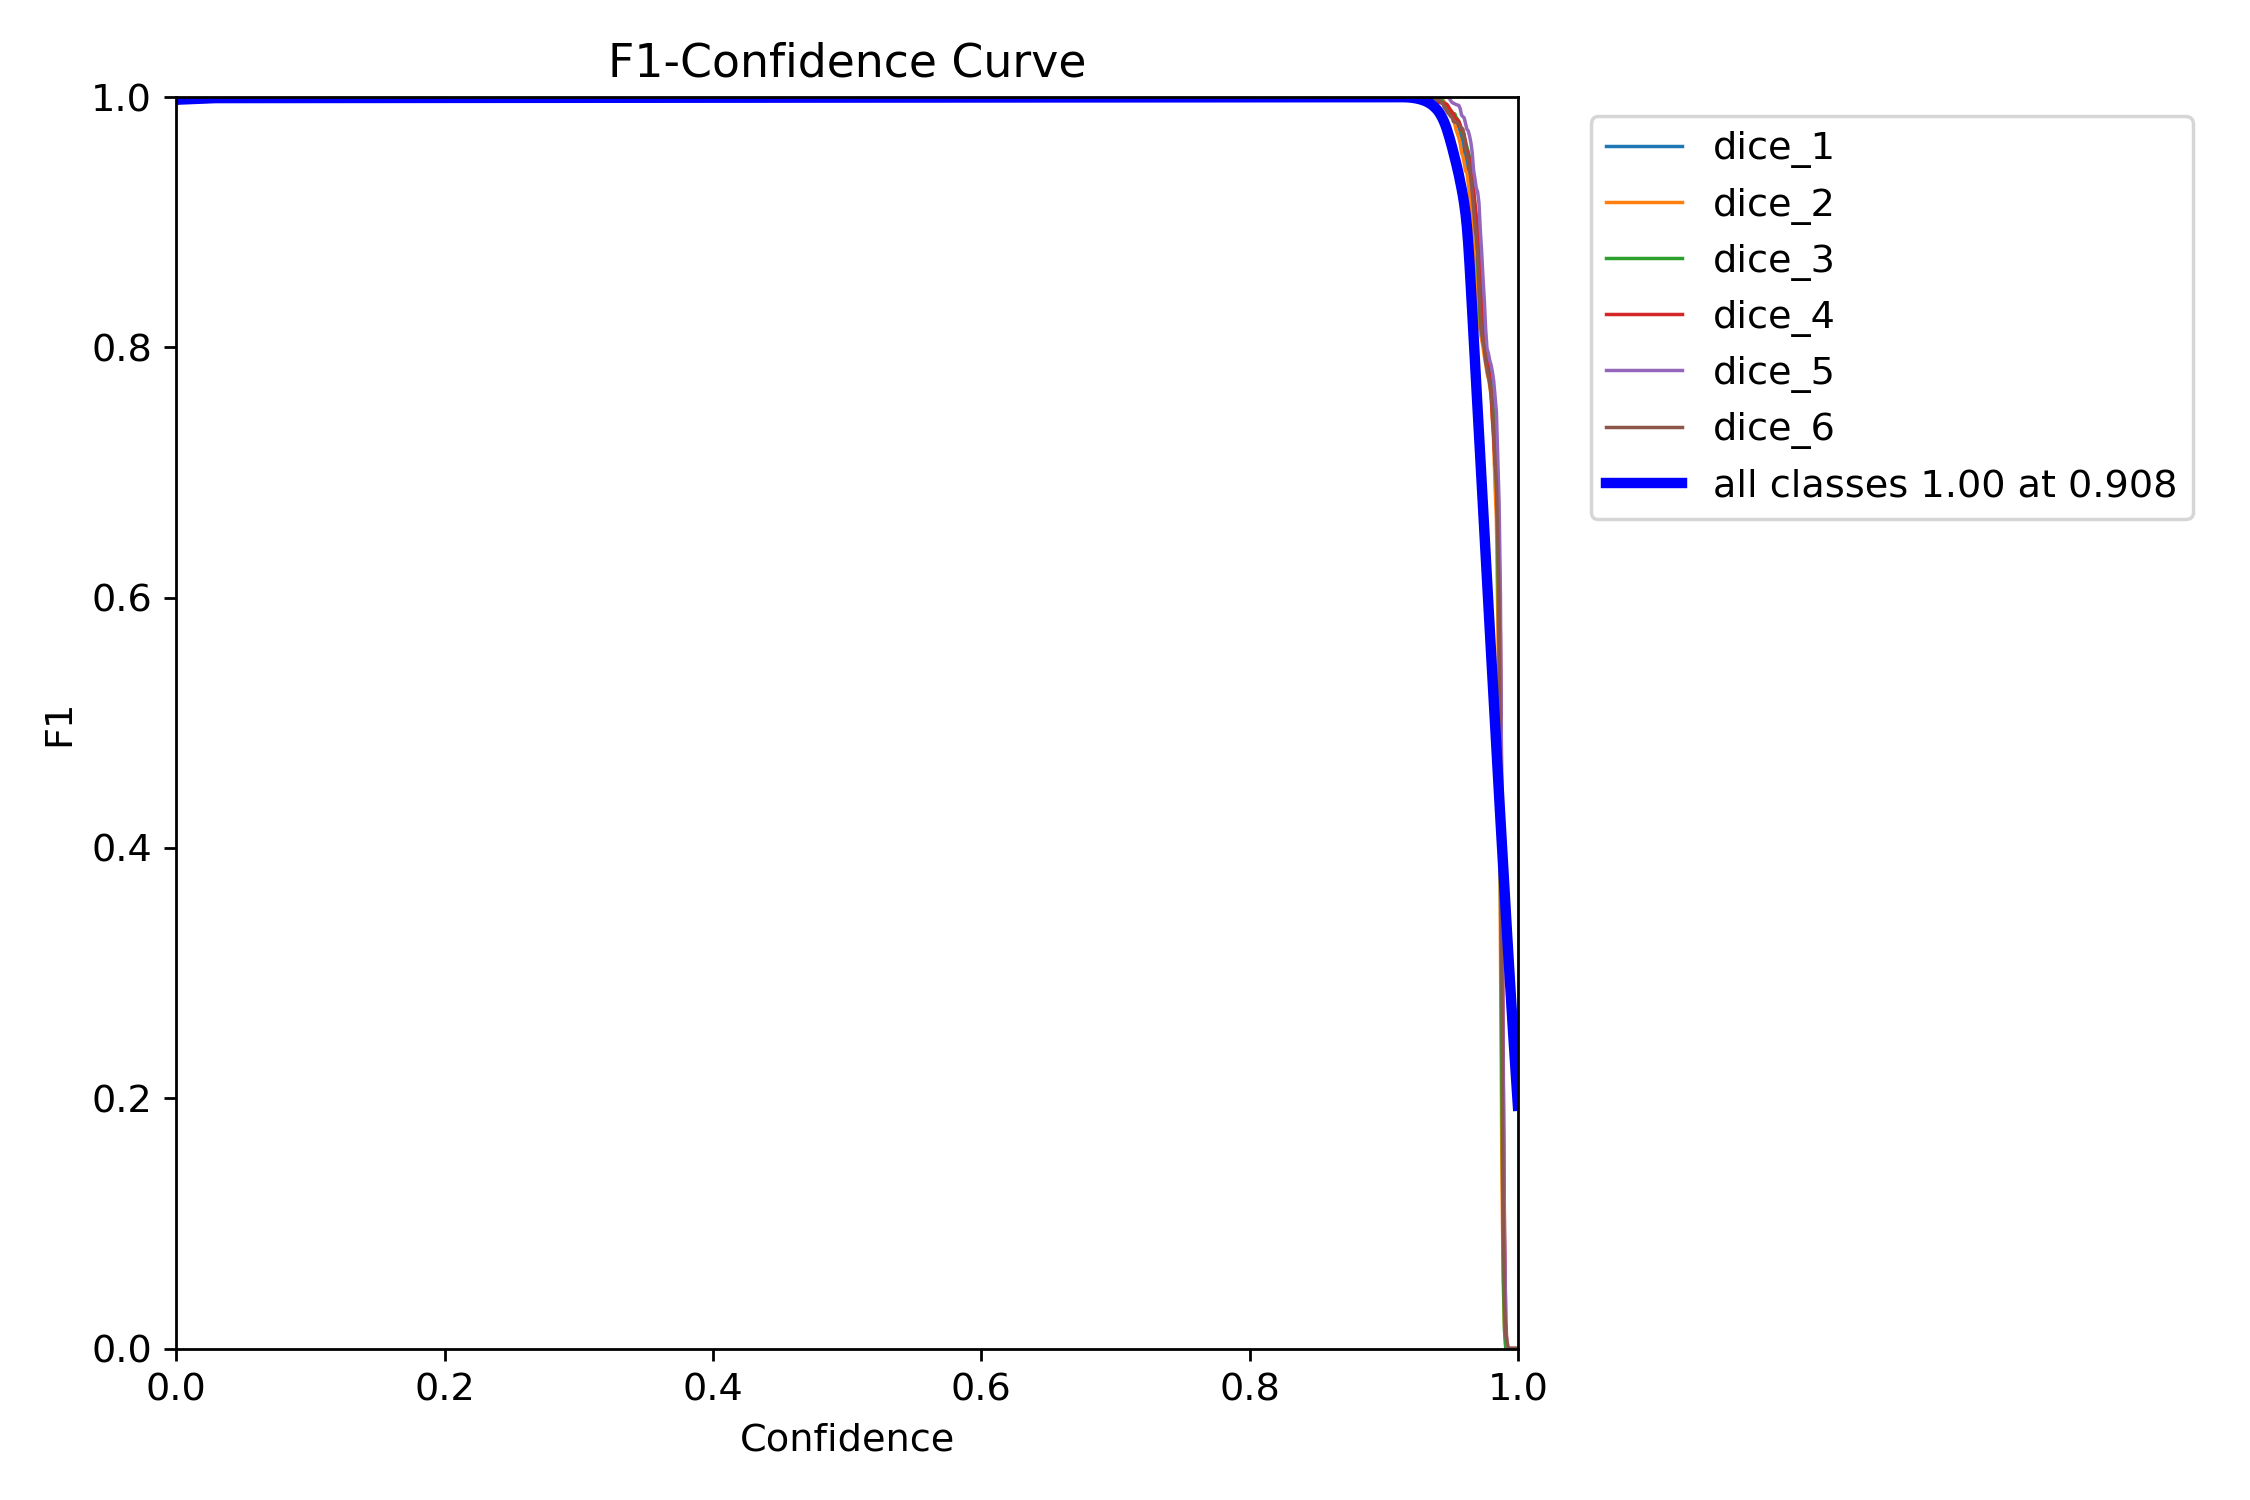 F1-Confidence Curve
1.0
0.8
0.6
0.4
0.2
0.0
F1
0.0 0.2 0.4 0.6 0.8 1.0
Confidence
dice_1
dice_2
dice_3
dice_4
dice_5
dice_6
all classes 1.00 at 0.908